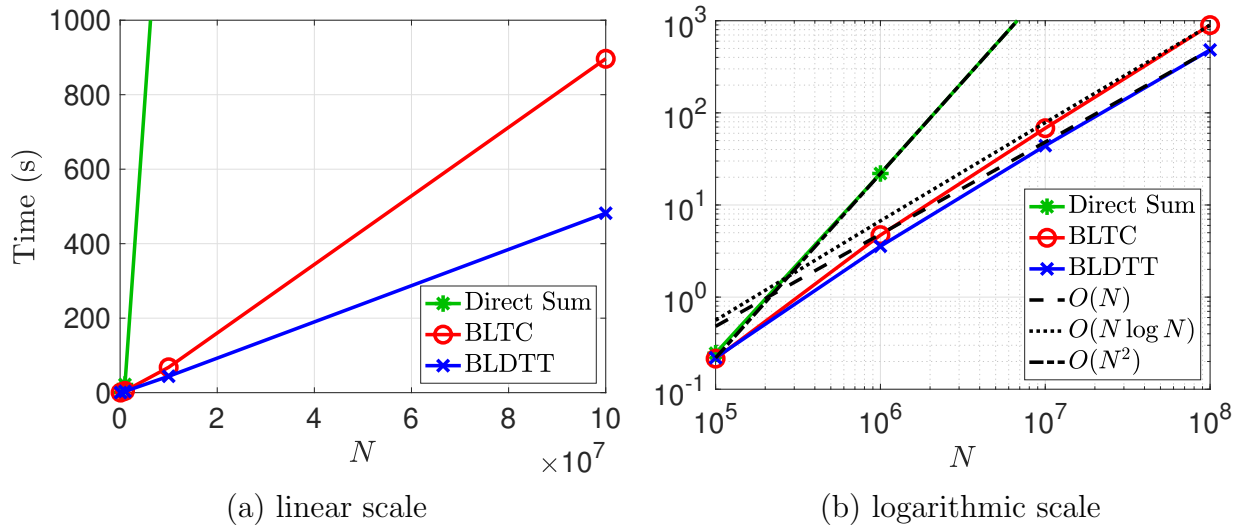 1000
800
600
400
200
0
Time (s)
0
2
4
6
8
10
N
×10^7
Direct Sum
BLTC
BLDTT
(a) linear scale
10^3
10^2
10^1
10^0
10^-1
10^5
10^6
10^7
10^8
N
Direct Sum
BLTC
BLDTT
O(N)
O(N log N)
O(N^2)
(b) logarithmic scale